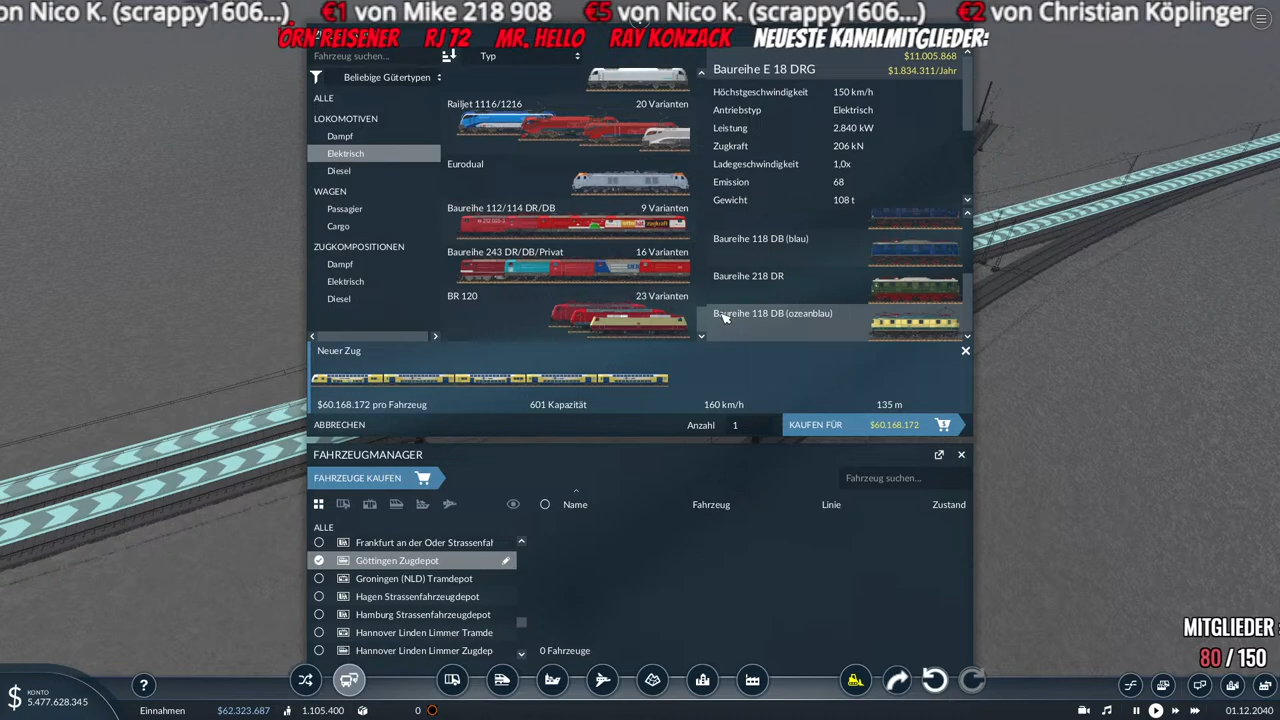 on Nico K. (scrappy1606...) €1 von Mike 218 908 €5 von Nico K. (scrappy1606...) €2 von Christian Köplinger
ÖRN REISENER RJ 72 MR. HELLO RAY KONZACK NEUESTE KANALMITGLIEDER:
Fahrzeug suchen...
Typ
Beliebige Gütertypen
ALLE
LOKOMOTIVEN
Dampf
Elektrisch
Diesel
WAGEN
Passagier
Cargo
ZUGKOMPOSITIONEN
Dampf
Elektrisch
Diesel
Railjet 1116/1216 20 Varianten
Eurodual
Baureihe 112/114 DR/DB 9 Varianten
Baureihe 243 DR/DB/Privat 16 Varianten
BR 120 23 Varianten
$11.005.868
Baureihe E 18 DRG
$1.834.311/Jahr
Höchstgeschwindigkeit 150 km/h
Antriebstyp Elektrisch
Leistung 2.840 kW
Zugkraft 206 kN
Ladegeschwindigkeit 1,0x
Emission 68
Gewicht 108 t
Baureihe 118 DB (blau)
Baureihe 218 DR
Baureihe 118 DB (ozeanblau)
Neuer Zug
$60.168.172 pro Fahrzeug 601 Kapazität 160 km/h 135 m
ABBRECHEN Anzahl 1 KAUFEN FÜR $60.168.172
FAHRZEUGMANAGER
FAHRZEUGE KAUFEN
Fahrzeug suchen...
Name Fahrzeug Linie Zustand
ALLE
Frankfurt an der Oder Strassenfal
Göttingen Zugdepot
Groningen (NLD) Tramdepot
Hagen Strassenfahrzeugdepot
Hamburg Strassenfahrzeugdepot
Hannover Linden Limmer Tramde
Hannover Linden Limmer Zugdep
0 Fahrzeuge
MITGLIEDER
80 / 150
KONTO
5.477.628.345
Einnahmen $62.323.687 1.105.400 0
01.12.2040